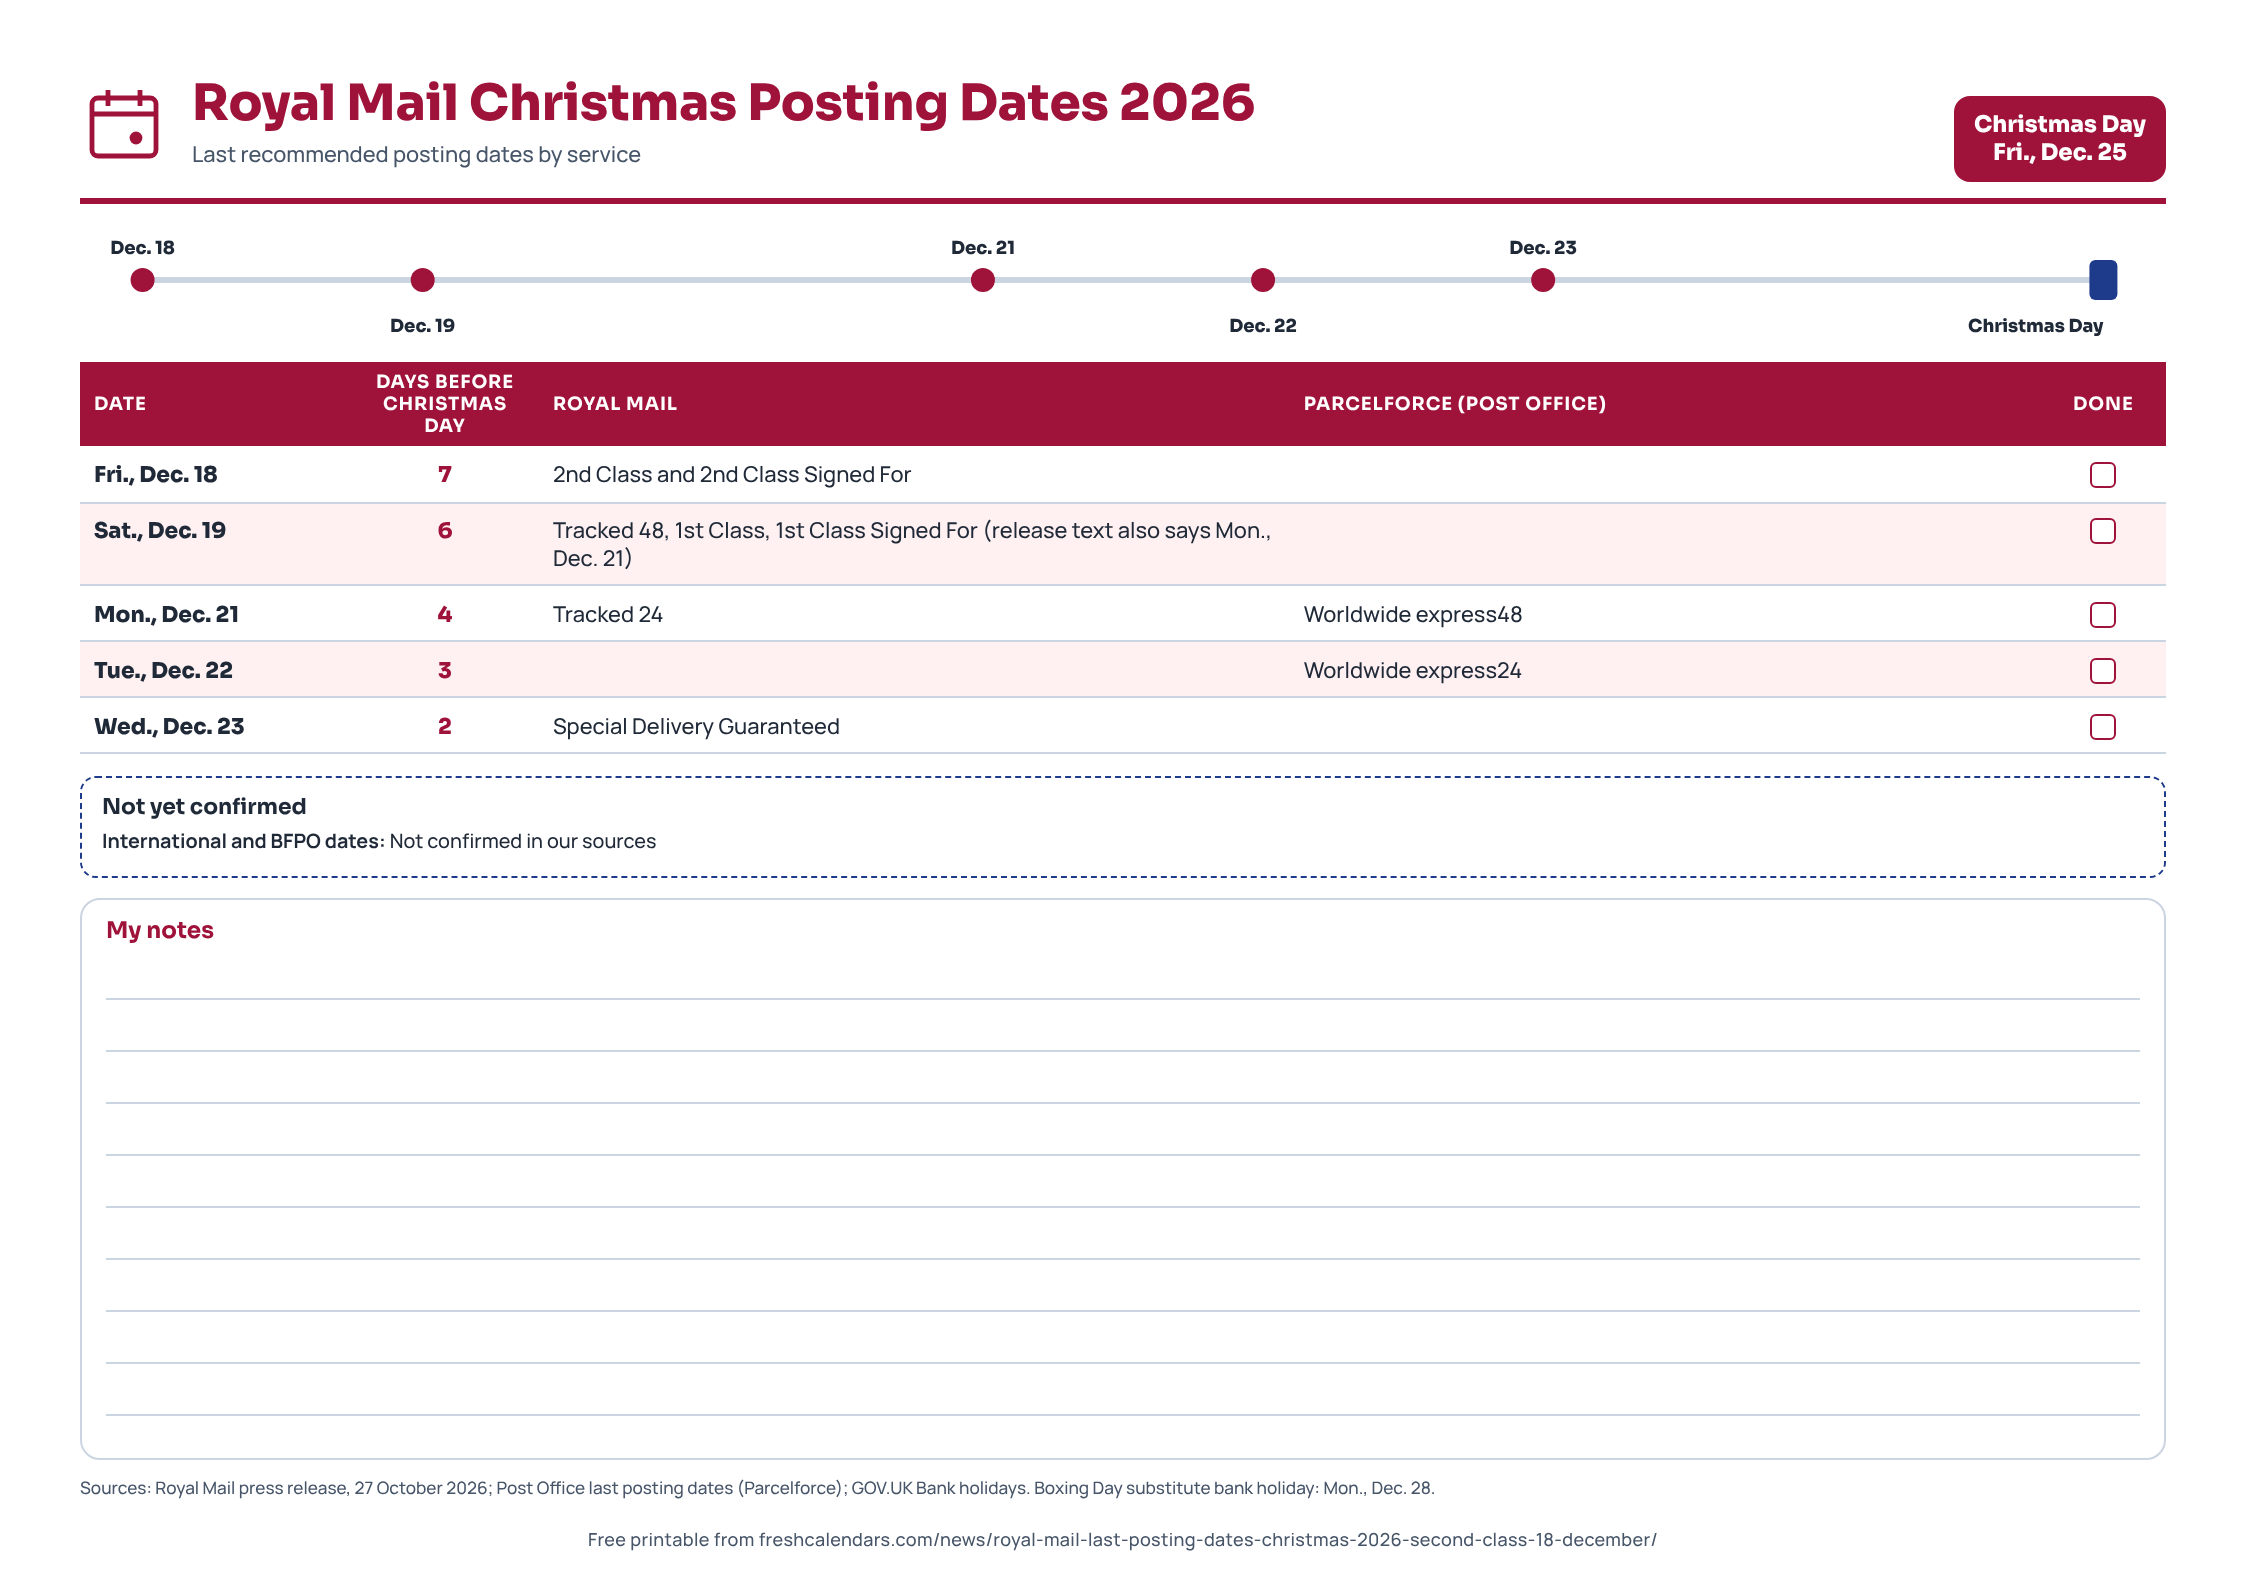 Royal Mail Christmas Posting Dates 2026
Last recommended posting dates by service
Christmas Day
Fri., Dec. 25
Dec. 18
Dec. 21
Dec. 23
Dec. 19
Dec. 22
Christmas Day
DATE
DAYS BEFORE
CHRISTMAS
DAY
ROYAL MAIL
PARCELFORCE (POST OFFICE)
DONE
Fri., Dec. 18
7
2nd Class and 2nd Class Signed For
Sat., Dec. 19
6
Tracked 48, 1st Class, 1st Class Signed For (release text also says Mon.,
Dec. 21)
Mon., Dec. 21
4
Tracked 24
Worldwide express48
Tue., Dec. 22
3
Worldwide express24
Wed., Dec. 23
2
Special Delivery Guaranteed
Not yet confirmed
International and BFPO dates: Not confirmed in our sources
My notes
Sources: Royal Mail press release, 27 October 2026; Post Office last posting dates (Parcelforce); GOV.UK Bank holidays. Boxing Day substitute bank holiday: Mon., Dec. 28.
Free printable from freshcalendars.com/news/royal-mail-last-posting-dates-christmas-2026-second-class-18-december/